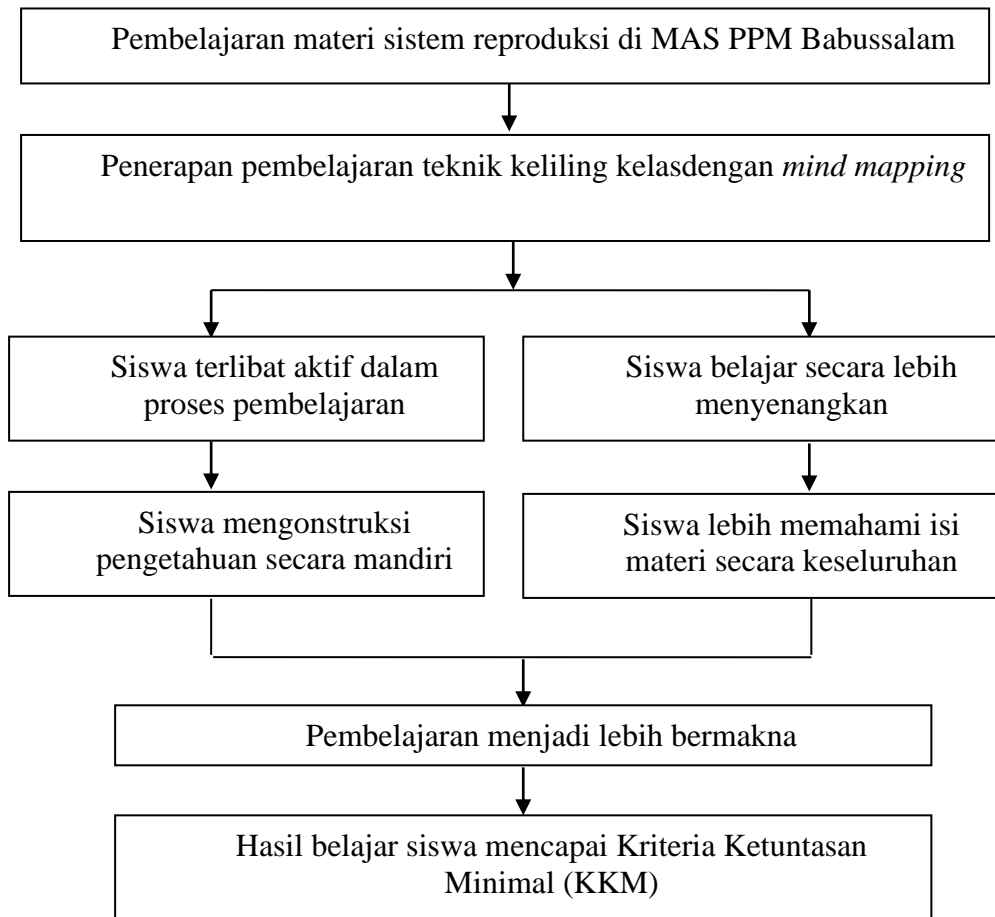 Pembelajaran materi sistem reproduksi di MAS PPM Babussalam
Penerapan pembelajaran teknik keliling kelasdengan mind mapping
Siswa terlibat aktif dalam
proses pembelajaran
Siswa belajar secara lebih
menyenangkan
Siswa mengonstruksi
pengetahuan secara mandiri
Siswa lebih memahami isi
materi secara keseluruhan
Pembelajaran menjadi lebih bermakna
Hasil belajar siswa mencapai Kriteria Ketuntasan
Minimal (KKM)